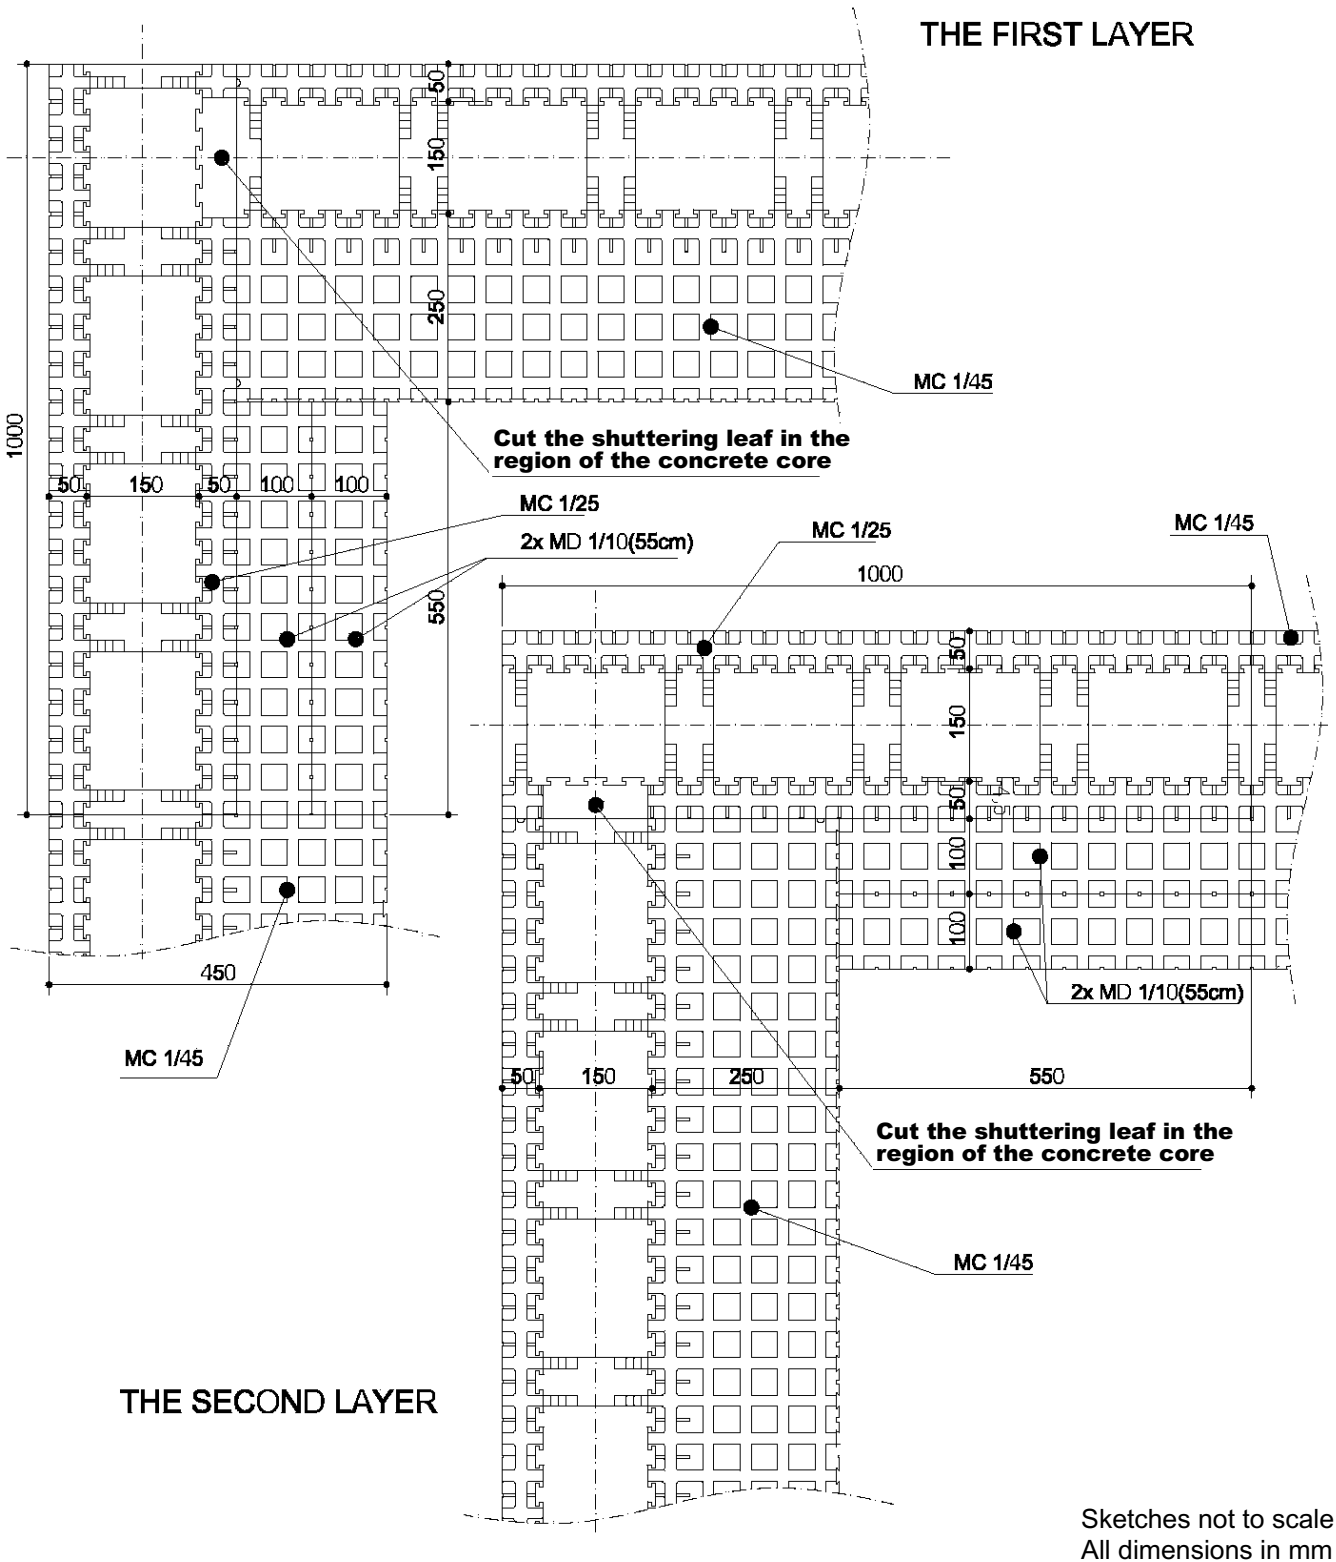 THE FIRST LAYER
50
150
250
MC 1/45
1000
Cut the shuttering leaf in the
region of the concrete core
50
150
50
100
100
MC 1/25
2x MD 1/10(55cm)
550
MC 1/25
MC 1/45
1000
50
150
50
4,5
100
100
450
MC 1/45
2x MD 1/10(55cm)
50
150
250
550
Cut the shuttering leaf in the
region of the concrete core
MC 1/45
THE SECOND LAYER
Sketches not to scale
All dimensions in mm